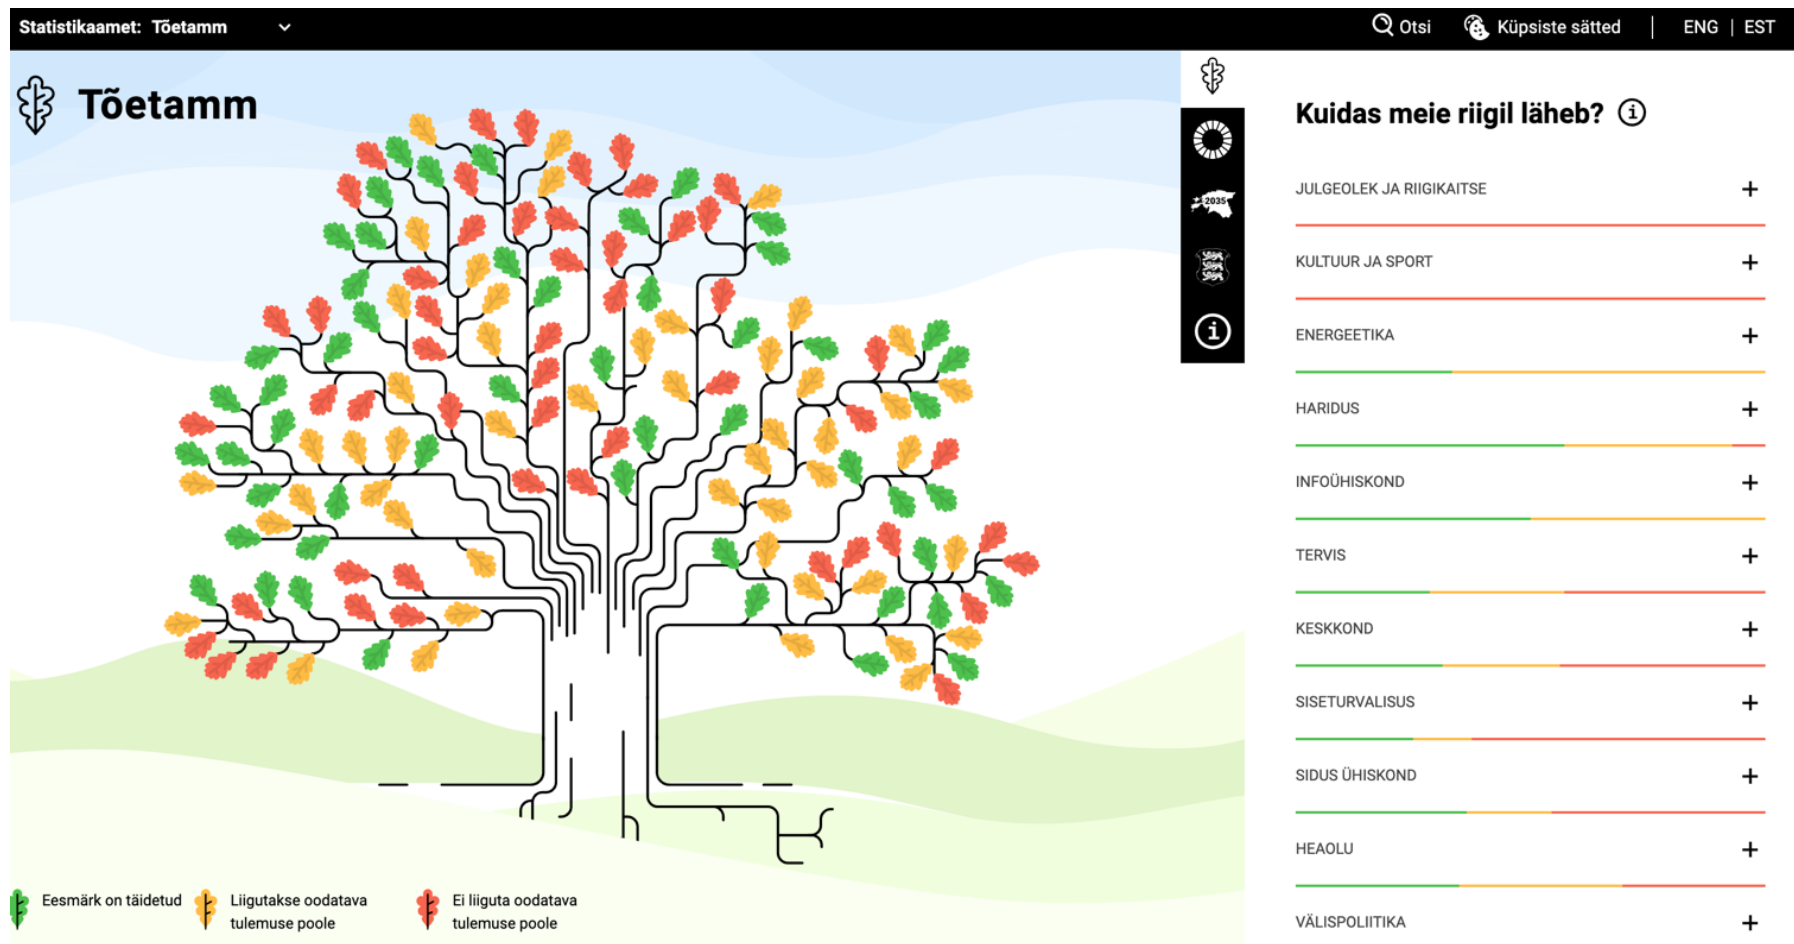 Statistikaamet: Tõetamm
Otsi
Küpsiste sätted
ENG | EST
Tõetamm
2035
Kuidas meie riigil läheb?
JULGEOLEK JA RIIGIKAITSE
KULTUUR JA SPORT
ENERGEETIKA
HARIDUS
INFOÜHISKOND
TERVIS
KESKKOND
SISETURVALISUS
SIDUS ÜHISKOND
HEAOLU
VÄLISPOLIITIKA
Eesmärk on täidetud
Liigutakse oodatava
tulemuse poole
Ei liiguta oodatava
tulemuse poole